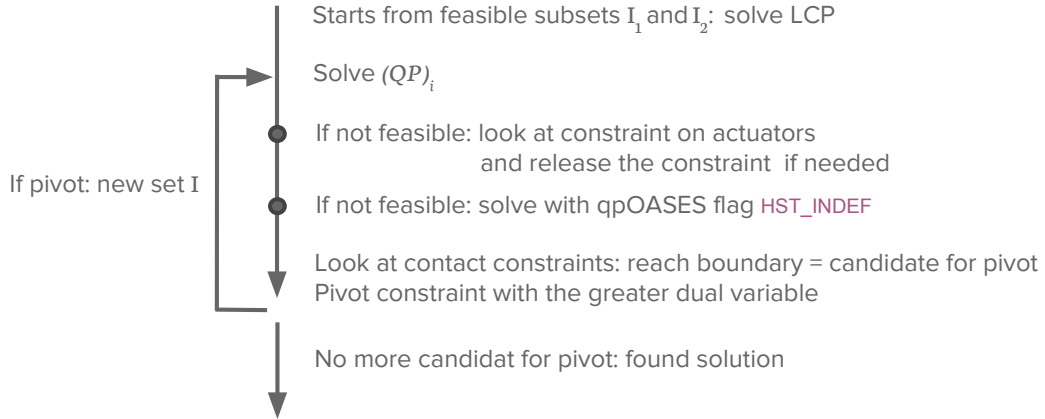 Starts from feasible subsets I₁ and I₂: solve LCP
Solve (QP)ᵢ
If not feasible: look at constraint on actuators
and release the constraint if needed
If pivot: new set I
If not feasible: solve with qpOASES flag HST_INDEF
Look at contact constraints: reach boundary = candidate for pivot
Pivot constraint with the greater dual variable
No more candidat for pivot: found solution